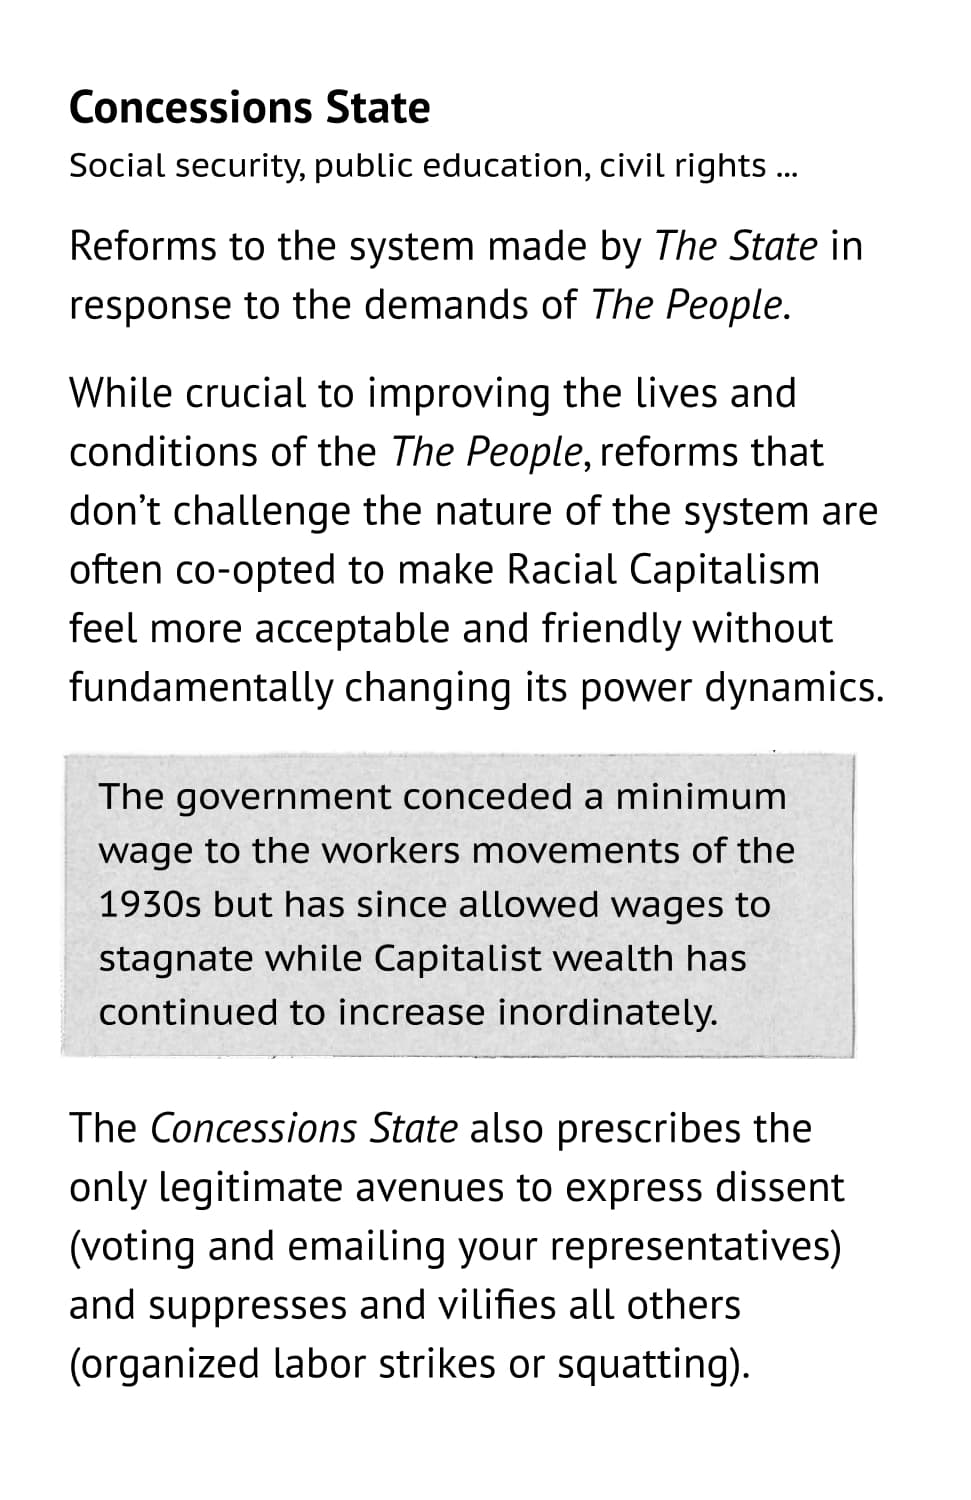 Concessions State
Social security, public education, civil rights ...
Reforms to the system made by The State in
response to the demands of The People.
While crucial to improving the lives and
conditions of the The People, reforms that
don’t challenge the nature of the system are
often co-opted to make Racial Capitalism
feel more acceptable and friendly without
fundamentally changing its power dynamics.
The government conceded a minimum
wage to the workers movements of the
1930s but has since allowed wages to
stagnate while Capitalist wealth has
continued to increase inordinately.
The Concessions State also prescribes the
only legitimate avenues to express dissent
(voting and emailing your representatives)
and suppresses and vilifies all others
(organized labor strikes or squatting).